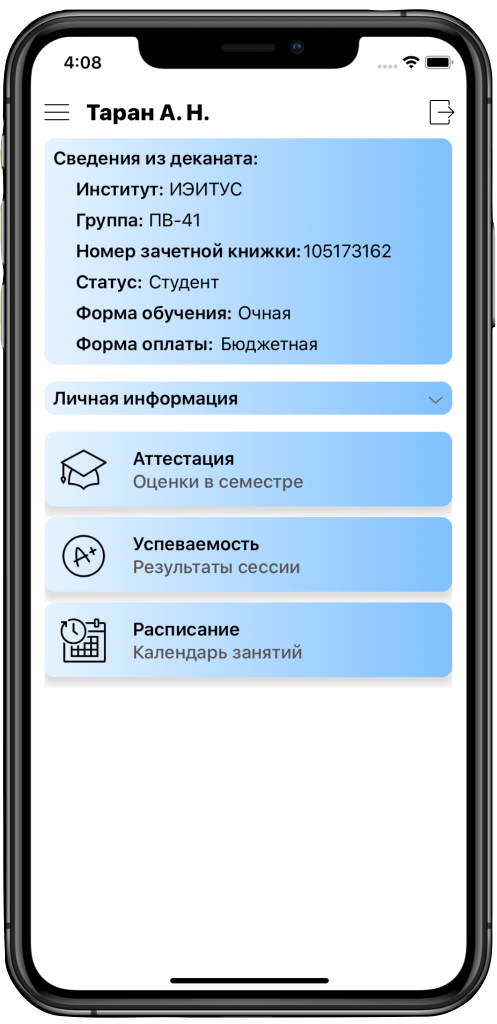 4:08
Таран А. Н.
Сведения из деканата:
Институт: ИЭИТУС
Группа: ПВ-41
Номер зачетной книжки: 105173162
Статус: Студент
Форма обучения: Очная
Форма оплаты: Бюджетная
Личная информация
Аттестация
Оценки в семестре
A+
Успеваемость
Результаты сессии
Расписание
Календарь занятий